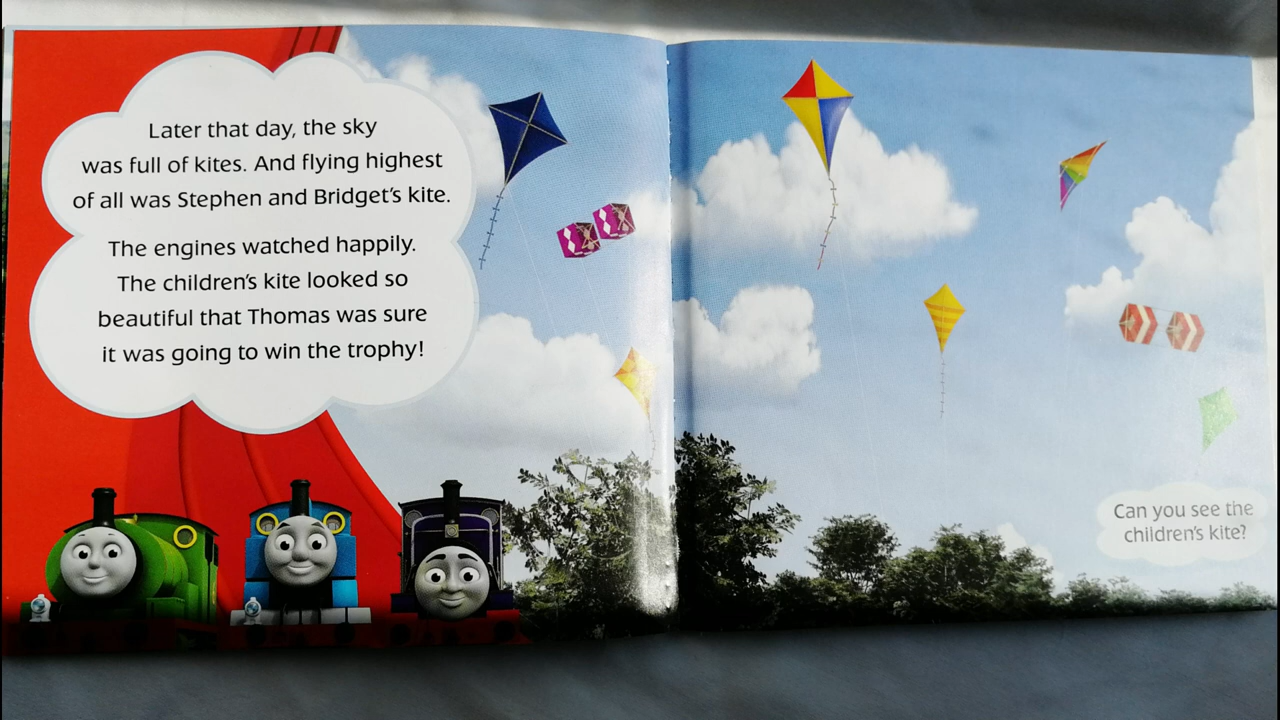 Later that day, the sky
was full of kites. And flying highest
of all was Stephen and Bridget's kite.
The engines watched happily.
The children's kite looked so
beautiful that Thomas was sure
it was going to win the trophy!
Can you see the
children's kite?